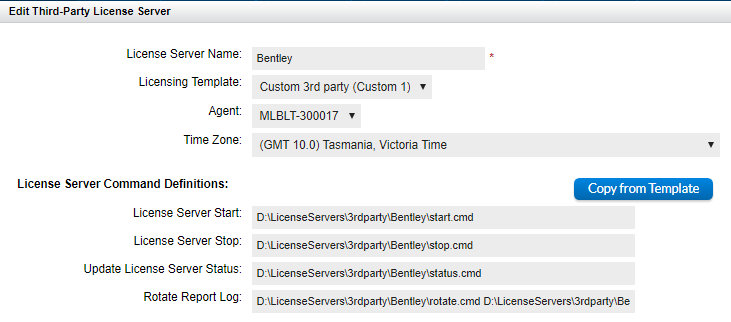 Edit Third-Party License Server
License Server Name: Bentley *
Licensing Template: Custom 3rd party (Custom 1)
Agent: MLBLT-300017
Time Zone: (GMT 10.0) Tasmania, Victoria Time
License Server Command Definitions: Copy from Template
License Server Start: D:\LicenseServers\3rdparty\Bentley\start.cmd
License Server Stop: D:\LicenseServers\3rdparty\Bentley\stop.cmd
Update License Server Status: D:\LicenseServers\3rdparty\Bentley\status.cmd
Rotate Report Log: D:\LicenseServers\3rdparty\Bentley\rotate.cmd D:\LicenseServers\3rdparty\Be